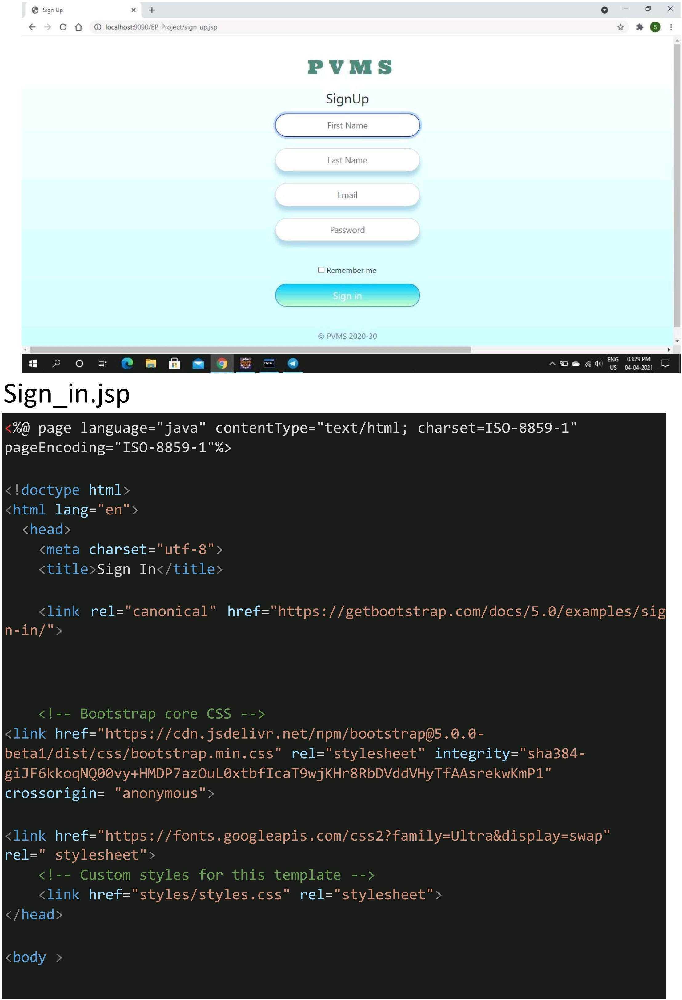 Sign Up
localhost:9090/EP_Project/sign_up.jsp
S
PVMS
SignUp
First Name
Last Name
Email
Password
Remember me
Sign in
© PVMS 2020-30
ENG 03:29 PM
US 04-04-2021
Sign_in.jsp
<%@ page language="java" contentType="text/html; charset=ISO-8859-1"
pageEncoding="ISO-8859-1"%>
<!doctype html>
<html lang="en">
<head>
<meta charset="utf-8">
<title>Sign In</title>
<link rel="canonical" href="https://getbootstrap.com/docs/5.0/examples/sig
n-in/">
<!-- Bootstrap core CSS -->
<link href="https://cdn.jsdelivr.net/npm/bootstrap@5.0.0-
beta1/dist/css/bootstrap.min.css" rel="stylesheet" integrity="sha384-
giJF6kkoqNQ00vy+HMDP7azOuL0xtbfIcaT9wjKHr8RbDVddVHyTfAAsrekwKmP1"
crossorigin= "anonymous">
<link href="https://fonts.googleapis.com/css2?family=Ultra&display=swap"
rel=" stylesheet">
<!-- Custom styles for this template -->
<link href="styles/styles.css" rel="stylesheet">
</head>
<body >